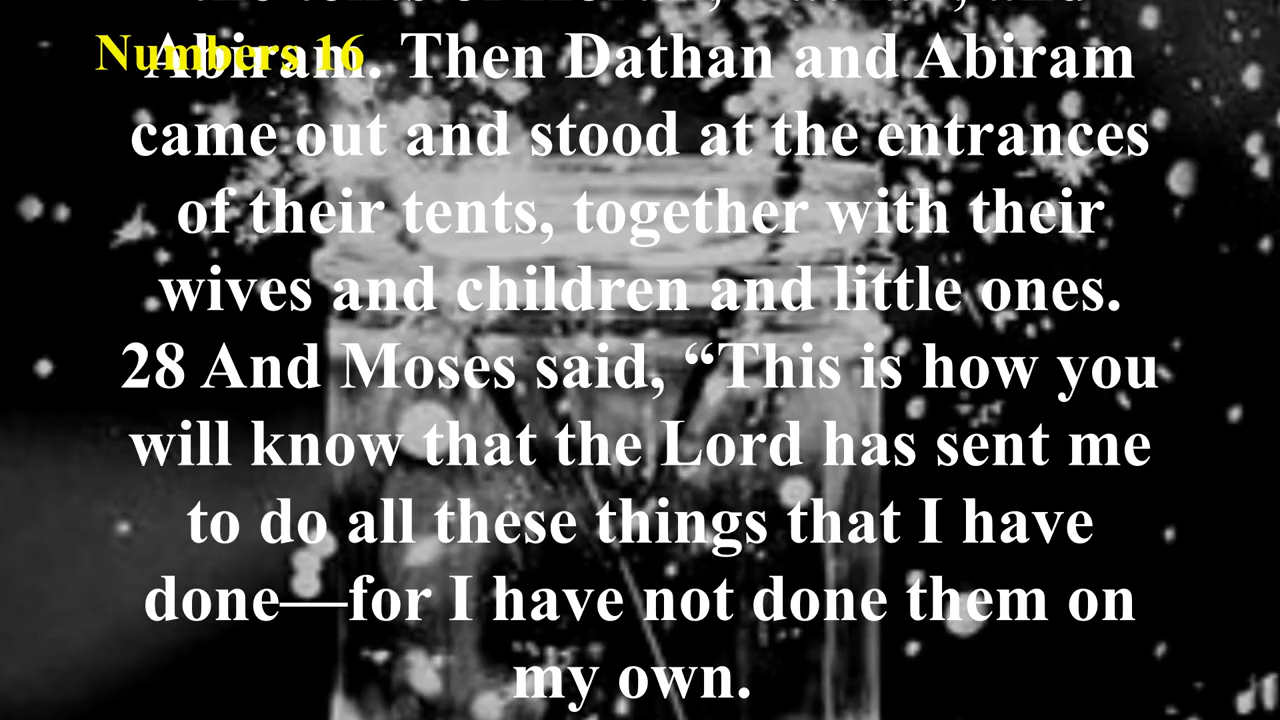 Numbers 16
Abiram. Then Dathan and Abiram
came out and stood at the entrances
of their tents, together with their
wives and children and little ones.
28 And Moses said, “This is how you
will know that the Lord has sent me
to do all these things that I have
done—for I have not done them on
my own.